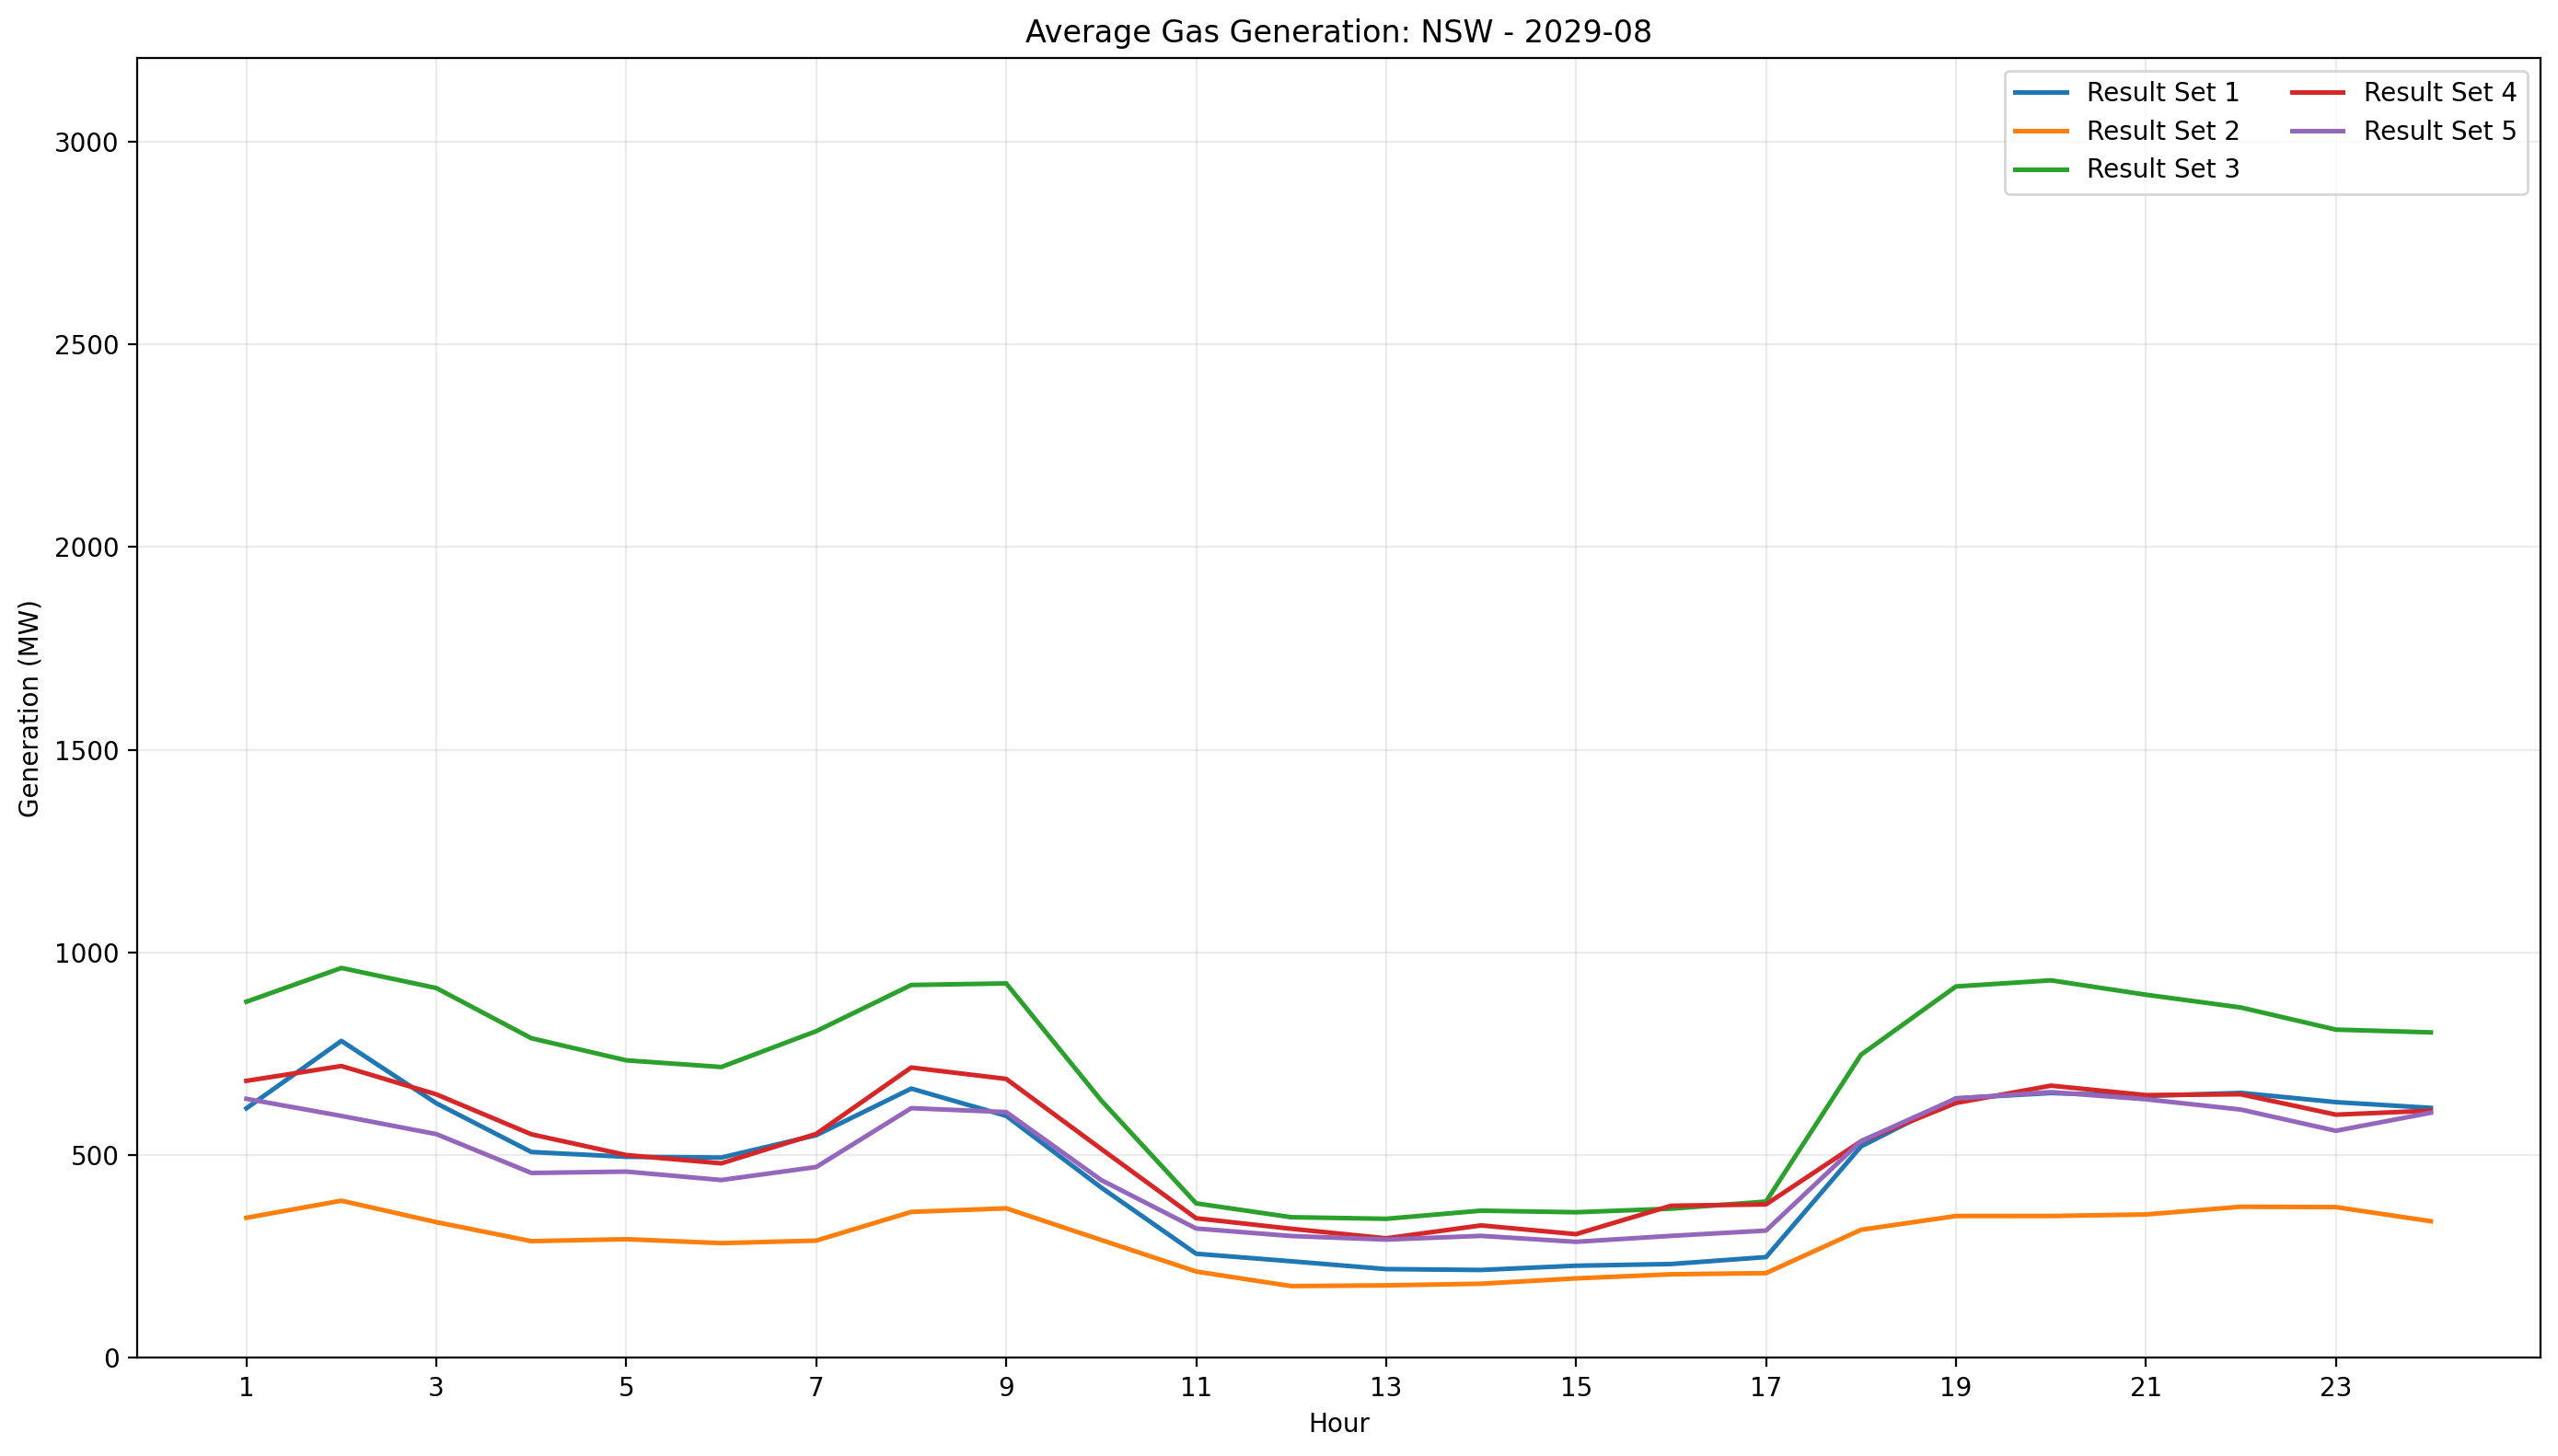 Average Gas Generation: NSW - 2029-08
Result Set 1
Result Set 2
Result Set 3
Result Set 4
Result Set 5
Generation (MW)
3000
2500
2000
1500
1000
500
0
1 3 5 7 9 11 13 15 17 19 21 23
Hour